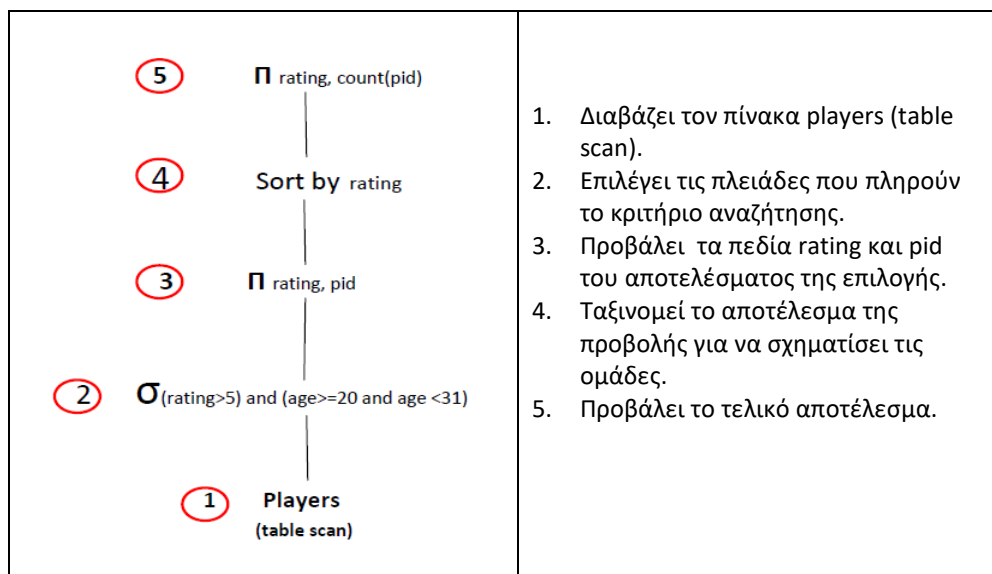 5 Π rating, count(pid)
4 Sort by rating
3 Π rating, pid
2 σ(rating>5) and (age>=20 and age <31)
1 Players
(table scan)
1. Διαβάζει τον πίνακα players (table
scan).
2. Επιλέγει τις πλειάδες που πληρούν
το κριτήριο αναζήτησης.
3. Προβάλει τα πεδία rating και pid
του αποτελέσματος της επιλογής.
4. Ταξινομεί το αποτέλεσμα της
προβολής για να σχηματίσει τις
ομάδες.
5. Προβάλει το τελικό αποτέλεσμα.